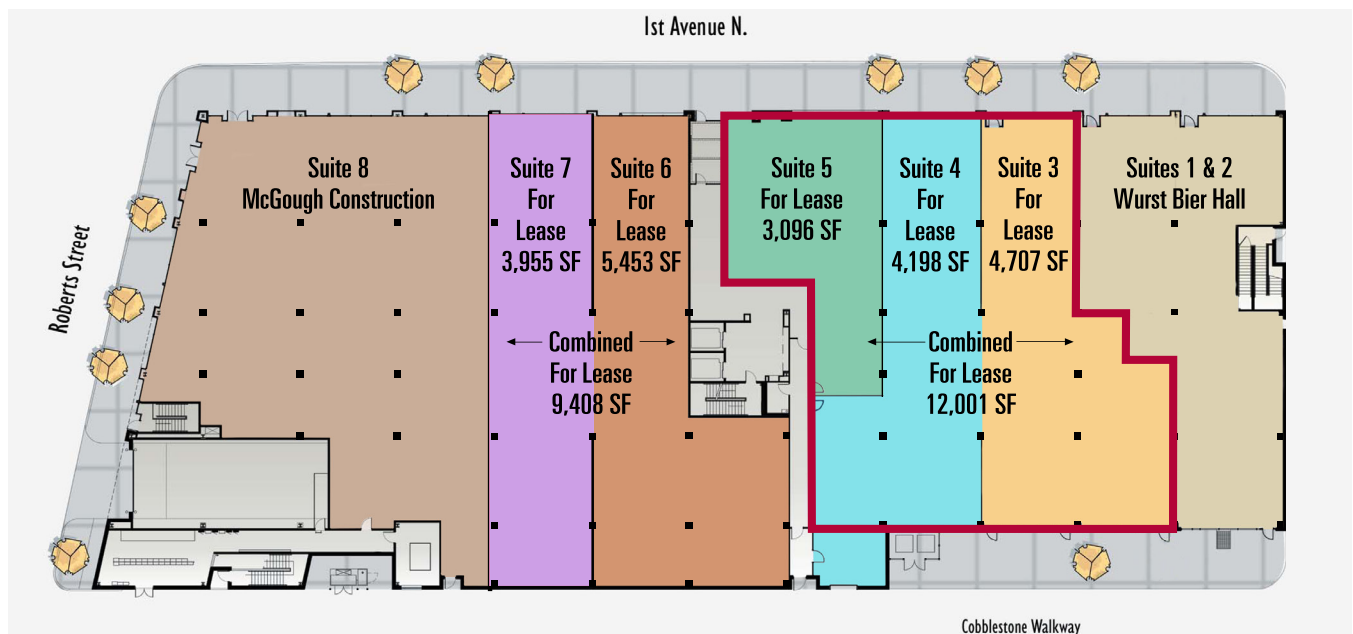 1st Avenue N.
Roberts Street
Suite 8
McGough Construction
Suite 7
For
Lease
3,955 SF
Suite 6
For
Lease
5,453 SF
Combined
For Lease
9,408 SF
Suite 5
For Lease
3,096 SF
Suite 4
For
Lease
4,198 SF
Suite 3
For
Lease
4,707 SF
Combined
For Lease
12,001 SF
Suites 1 & 2
Wurst Bier Hall
Cobblestone Walkway